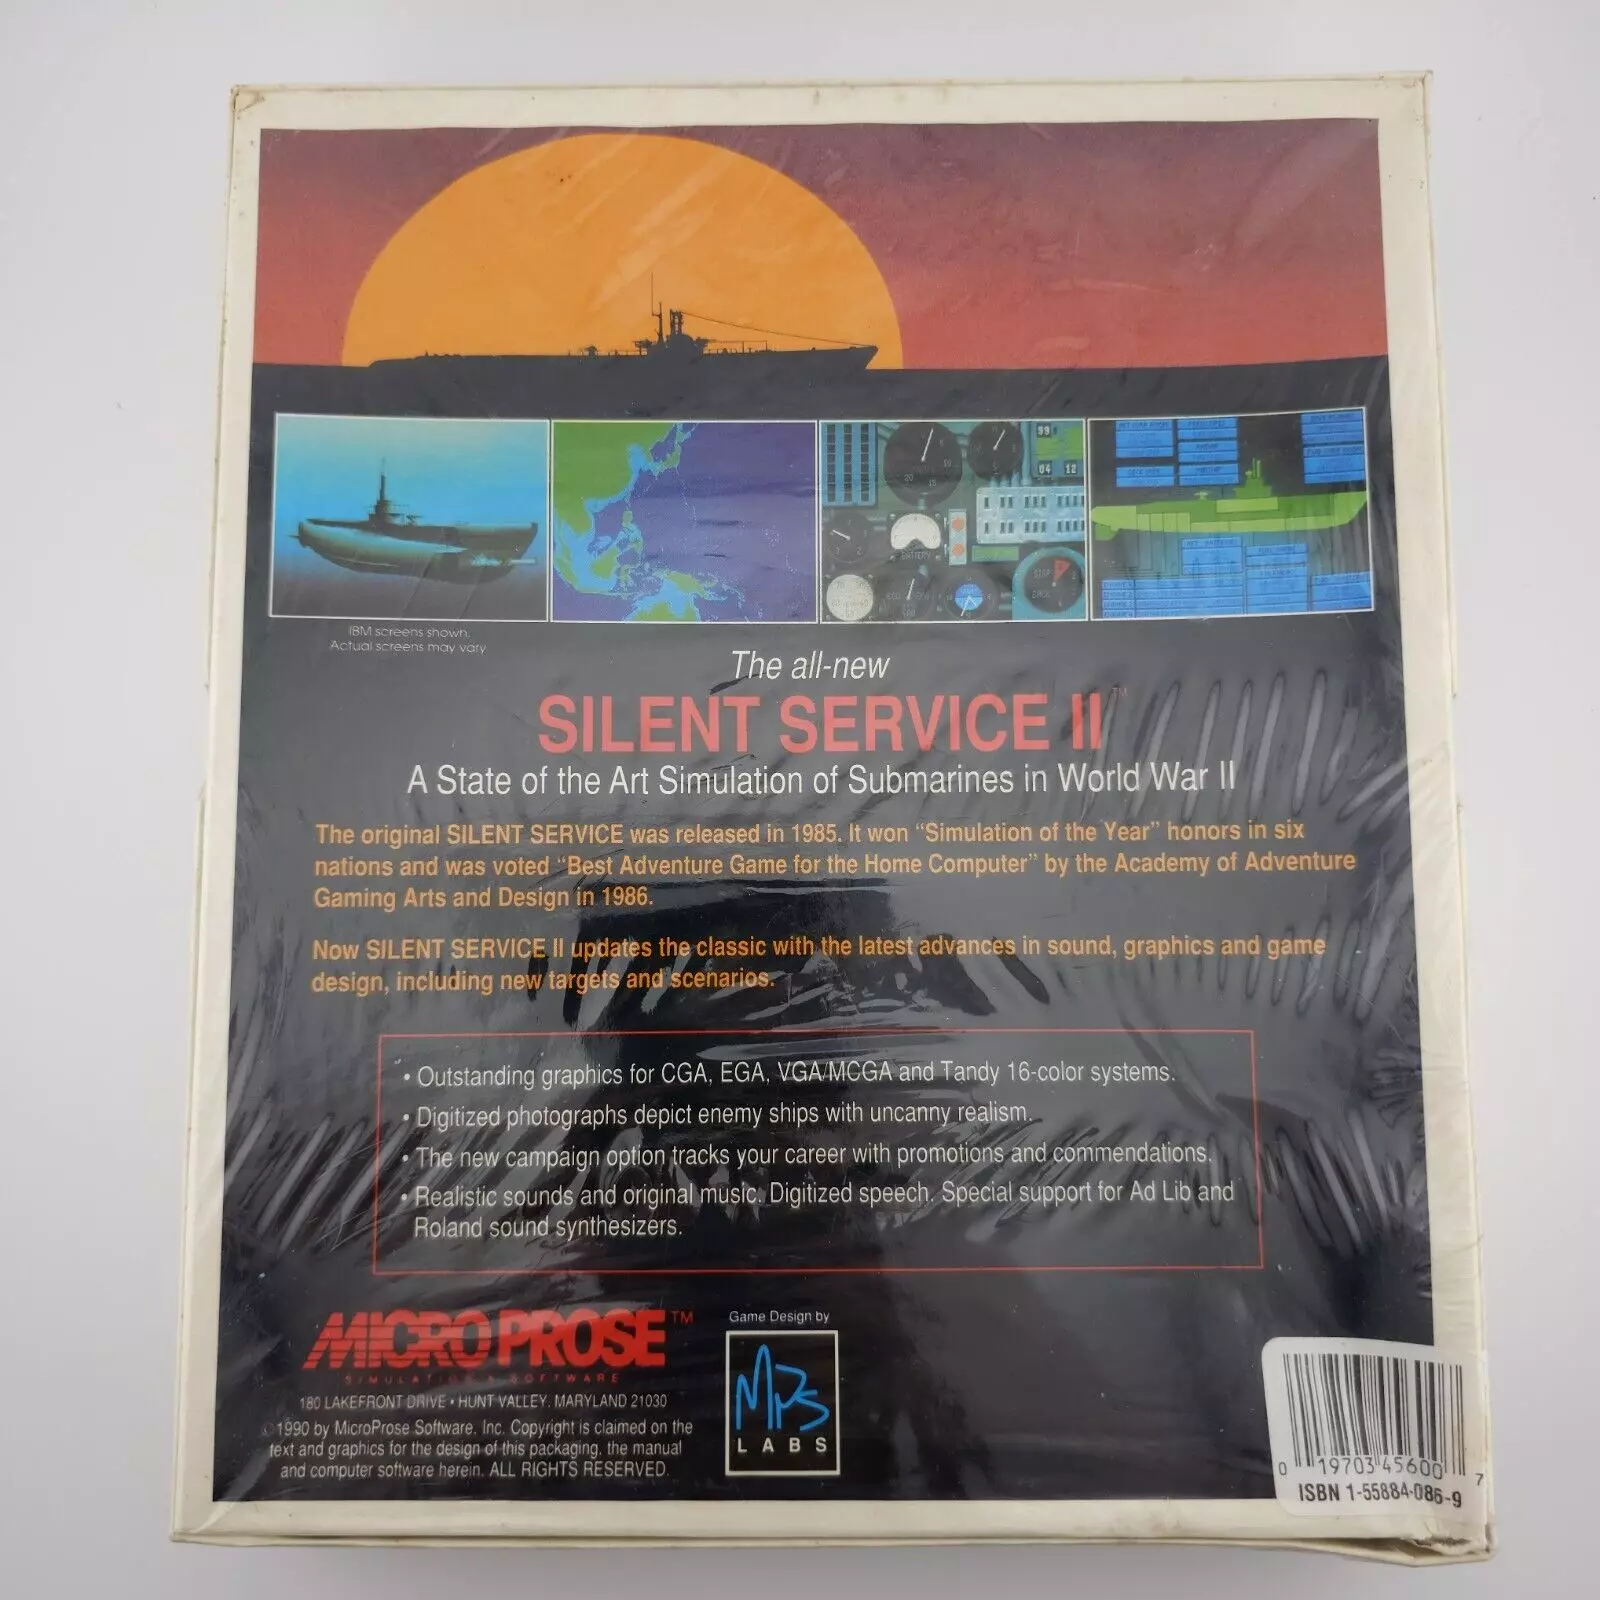 IBM screens shown.
Actual screens may vary
The all-new
SILENT SERVICE II™
A State of the Art Simulation of Submarines in World War II
The original SILENT SERVICE was released in 1985. It won “Simulation of the Year” honors in six
nations and was voted “Best Adventure Game for the Home Computer” by the Academy of Adventure
Gaming Arts and Design in 1986.
Now SILENT SERVICE II updates the classic with the latest advances in sound, graphics and game
design, including new targets and scenarios.
• Outstanding graphics for CGA, EGA, VGA/MCGA and Tandy 16-color systems.
• Digitized photographs depict enemy ships with uncanny realism.
• The new campaign option tracks your career with promotions and commendations.
• Realistic sounds and original music. Digitized speech. Special support for Ad Lib and
Roland sound synthesizers.
MICROPROSE™
SIMULATION • SOFTWARE
180 LAKEFRONT DRIVE • HUNT VALLEY, MARYLAND 21030
©1990 by MicroProse Software, Inc. Copyright is claimed on the
text and graphics for the design of this packaging, the manual
and computer software herein. ALL RIGHTS RESERVED.
Game Design by
MPS
LABS
0 19703 45600 7
ISBN 1-55884-086-9